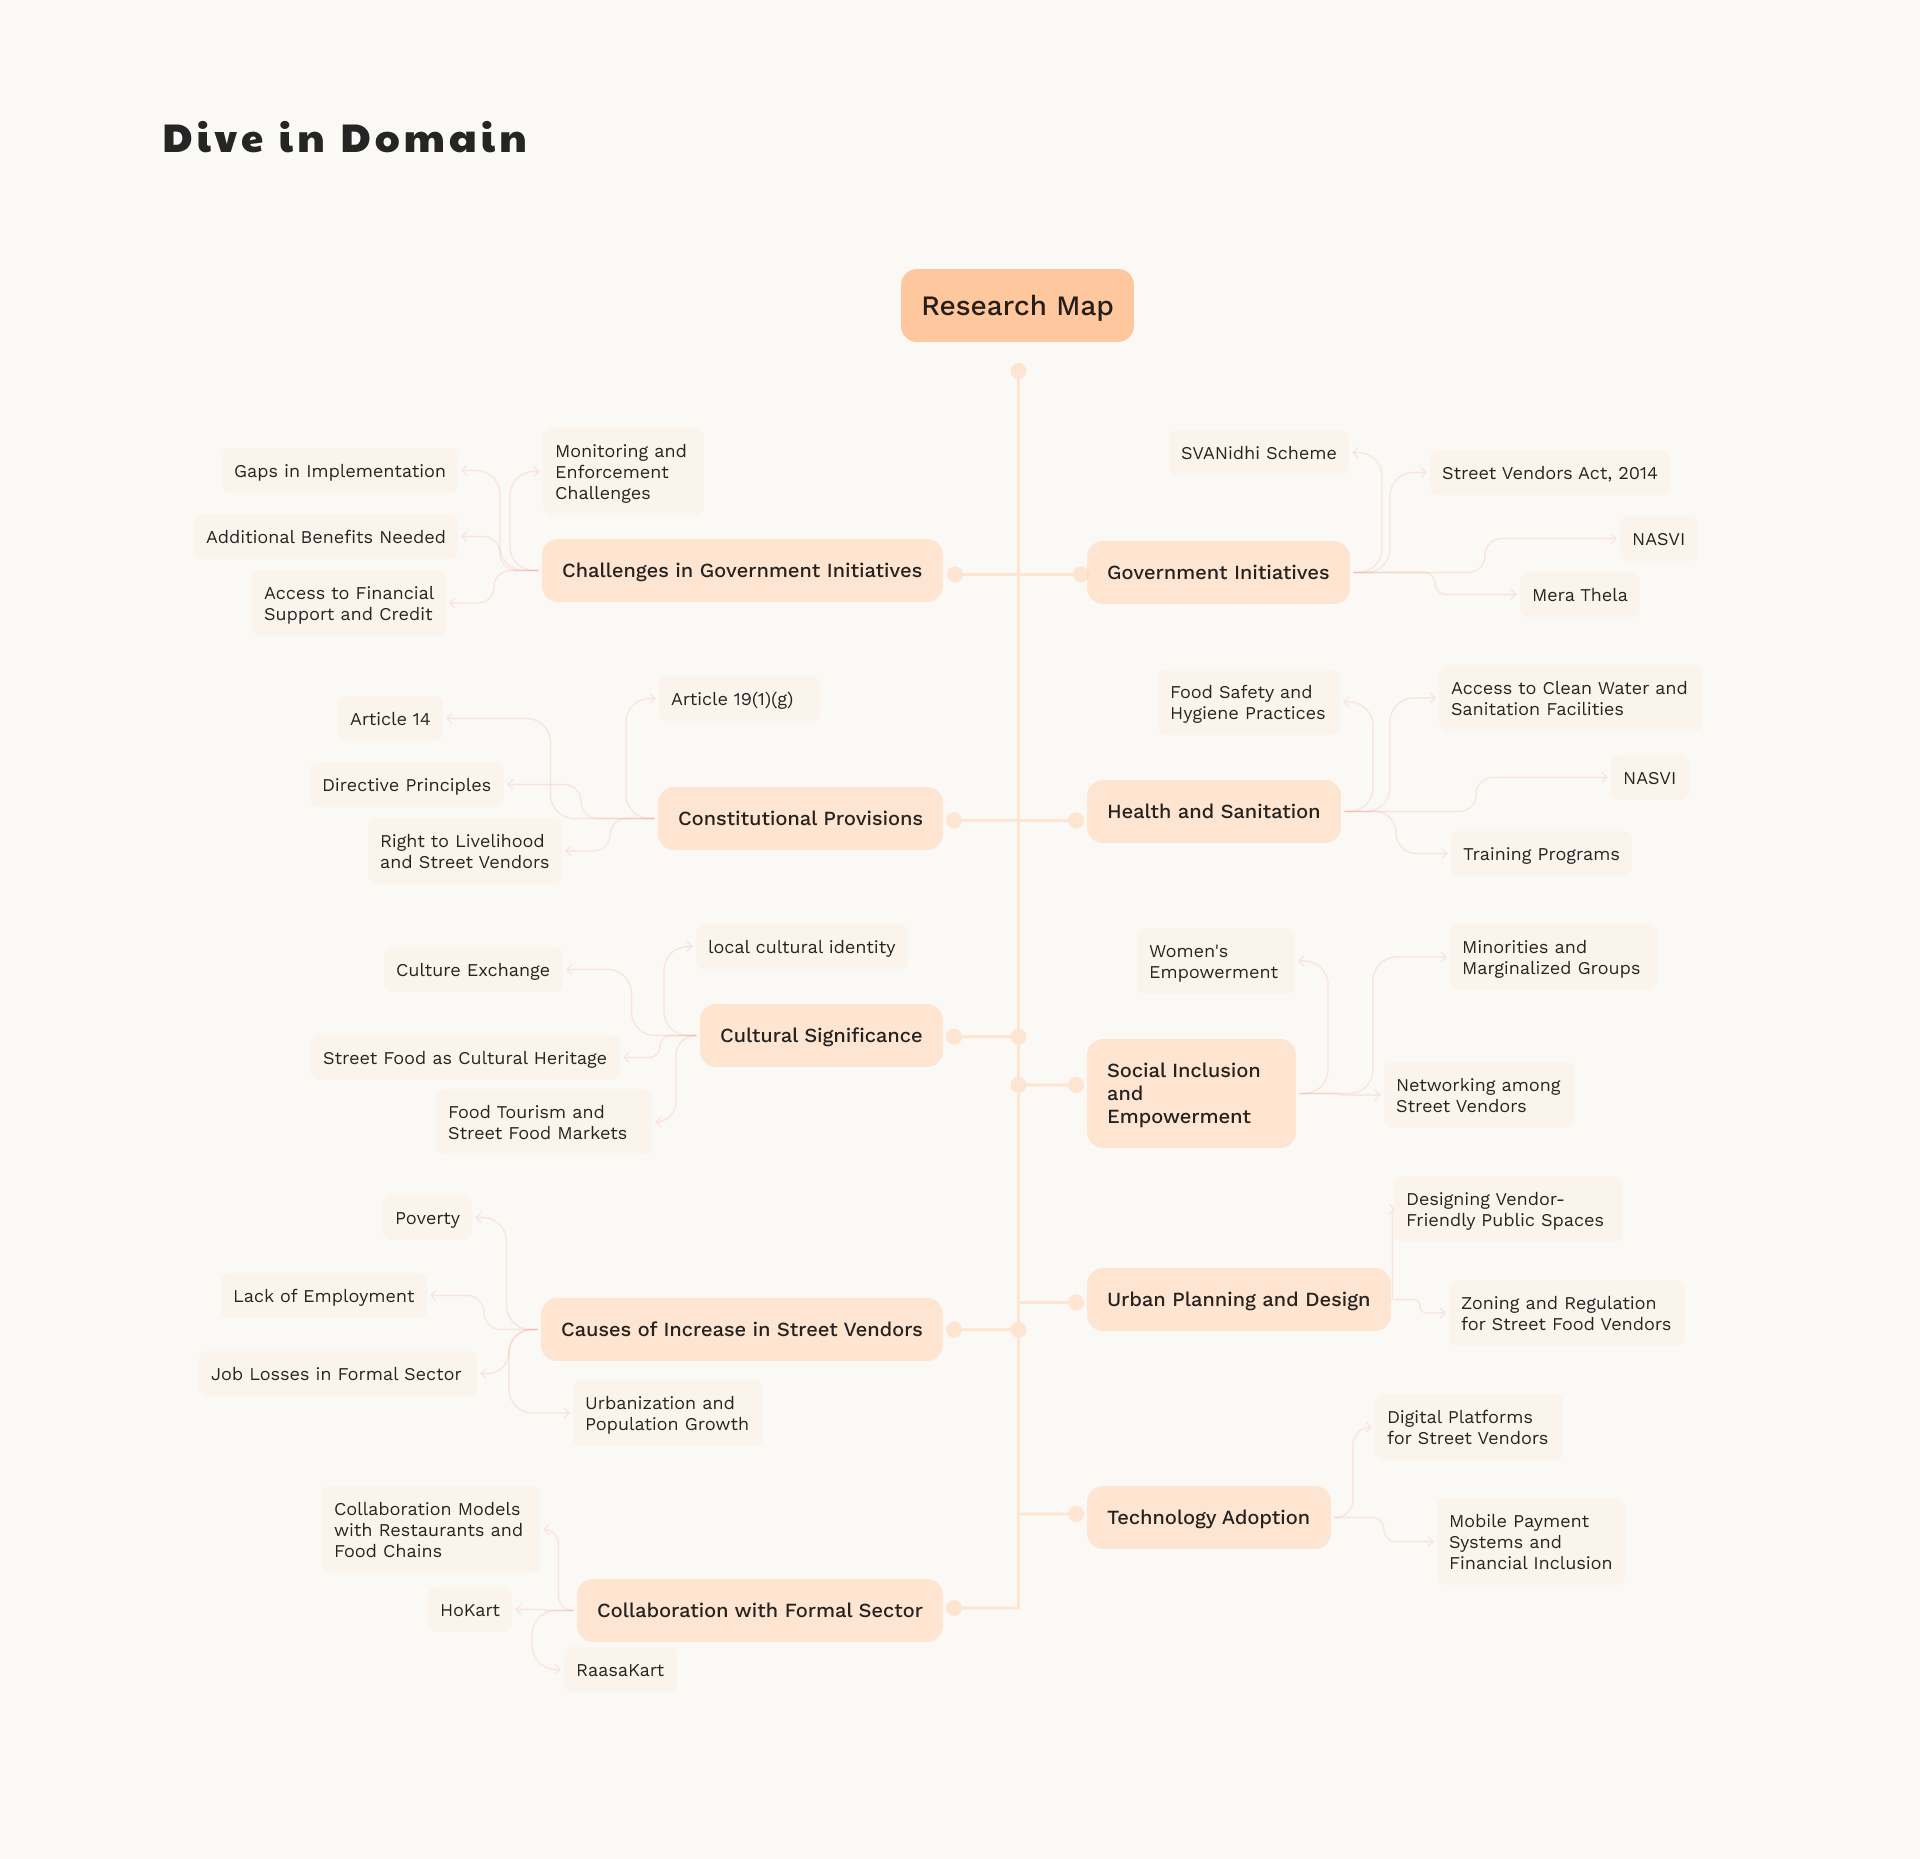 Dive in Domain
Research Map
Monitoring and
Enforcement
Challenges
Gaps in Implementation
Additional Benefits Needed
Access to Financial
Support and Credit
Challenges in Government Initiatives
SVANidhi Scheme
Street Vendors Act, 2014
NASVI
Mera Thela
Government Initiatives
Article 19(1)(g)
Article 14
Directive Principles
Right to Livelihood
and Street Vendors
Constitutional Provisions
Food Safety and
Hygiene Practices
Access to Clean Water and
Sanitation Facilities
NASVI
Training Programs
Health and Sanitation
local cultural identity
Culture Exchange
Street Food as Cultural Heritage
Food Tourism and
Street Food Markets
Cultural Significance
Women's
Empowerment
Minorities and
Marginalized Groups
Networking among
Street Vendors
Social Inclusion
and
Empowerment
Poverty
Lack of Employment
Job Losses in Formal Sector
Urbanization and
Population Growth
Causes of Increase in Street Vendors
Designing Vendor-
Friendly Public Spaces
Zoning and Regulation
for Street Food Vendors
Urban Planning and Design
Digital Platforms
for Street Vendors
Mobile Payment
Systems and
Financial Inclusion
Technology Adoption
Collaboration Models
with Restaurants and
Food Chains
HoKart
RaasaKart
Collaboration with Formal Sector